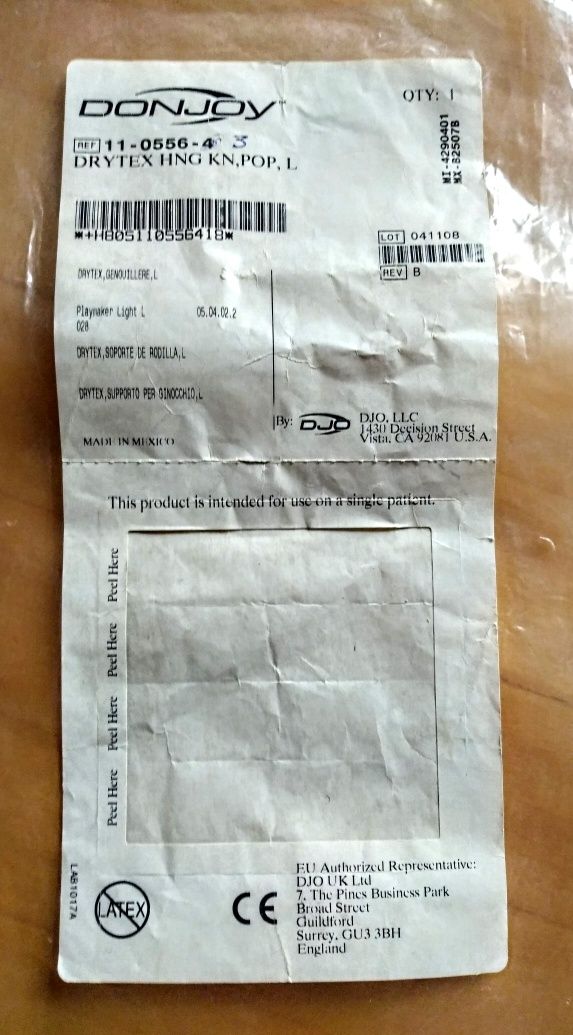 DONJOY™
QTY: 1
REF 11-0556-4 3
DRYTEX HNG KN,POP, L
MI-4290401
MX-B2507B
*+H805110556418*
LOT 041108
REV B
DRYTEX,GENOUILLERE,L
Playmaker Light L 05.04.02.2
028
DRYTEX,SOPORTE DE RODILLA,L
DRYTEX,SUPPORTO PER GINOCCHIO,L
By: DJO DJO, LLC
1430 Decision Street
Vista, CA 92081 U.S.A.
MADE IN MEXICO
This product is intended for use on a single patient.
Peel Here
Peel Here
Peel Here
Peel Here
LAB1017A
LATEX
CE
EU Authorized Representative:
DJO UK Ltd
7, The Pines Business Park
Broad Street
Guildford
Surrey, GU3 3BH
England